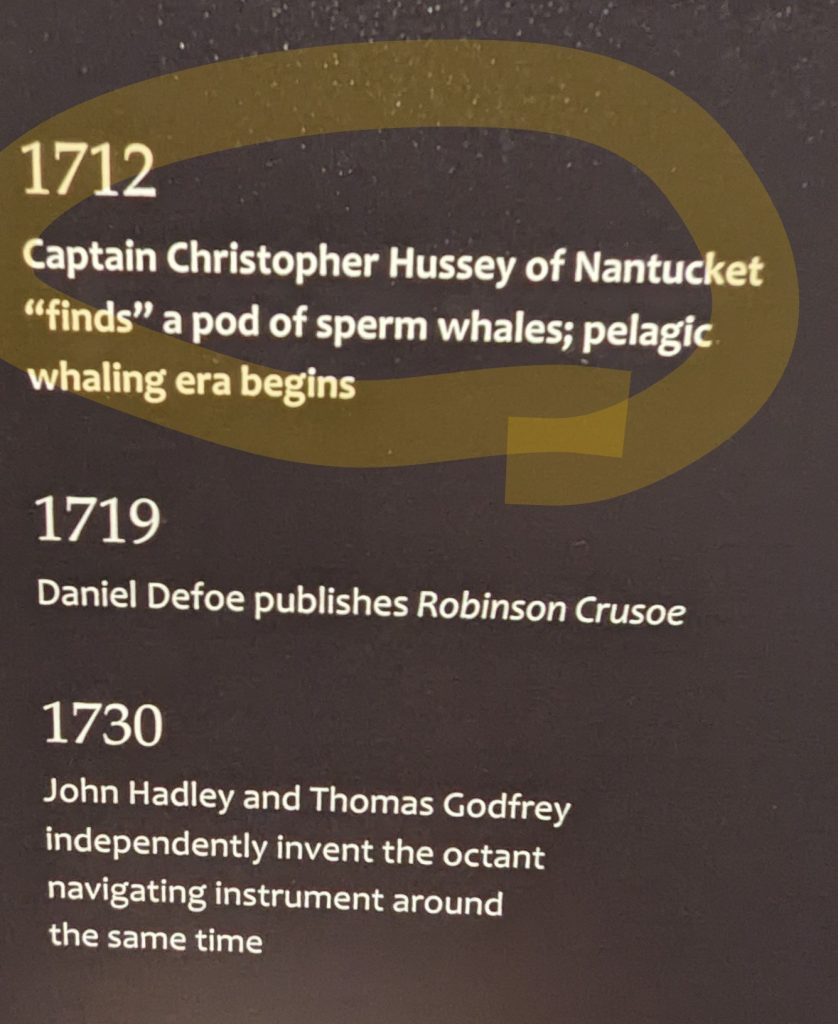 1712
Captain Christopher Hussey of Nantucket
“finds” a pod of sperm whales; pelagic
whaling era begins
1719
Daniel Defoe publishes Robinson Crusoe
1730
John Hadley and Thomas Godfrey
independently invent the octant
navigating instrument around
the same time